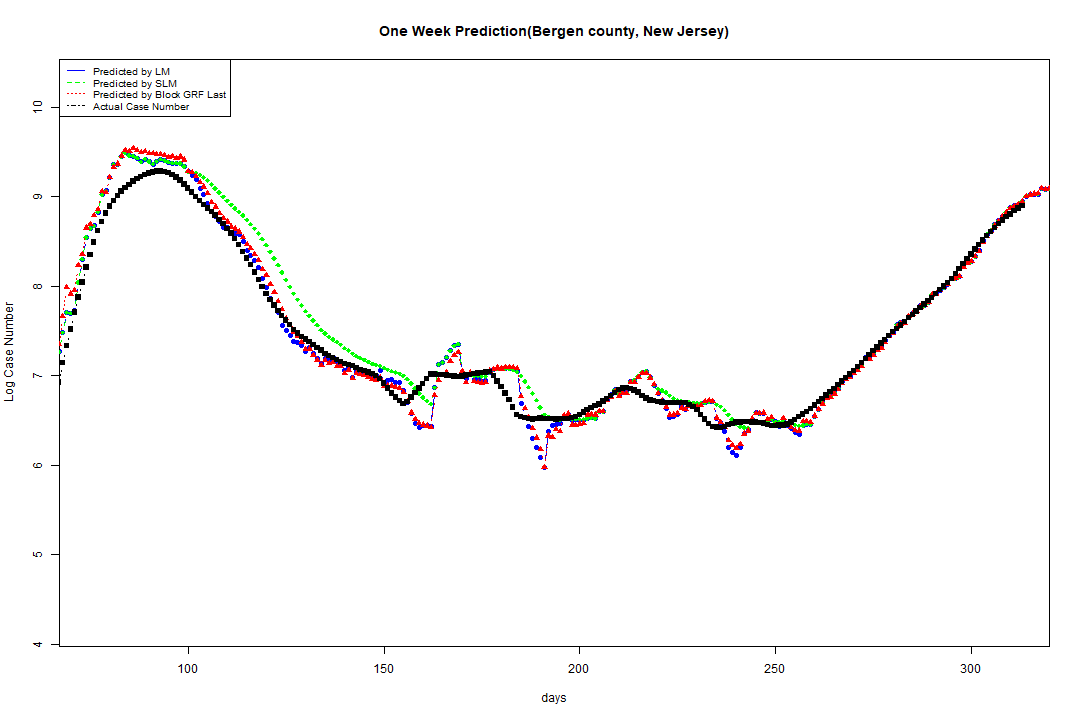 One Week Prediction(Bergen county, New Jersey)
Predicted by LM
Predicted by SLM
Predicted by Block GRF Last
Actual Case Number
10
9
8
7
6
5
4
Log Case Number
100 150 200 250 300
days